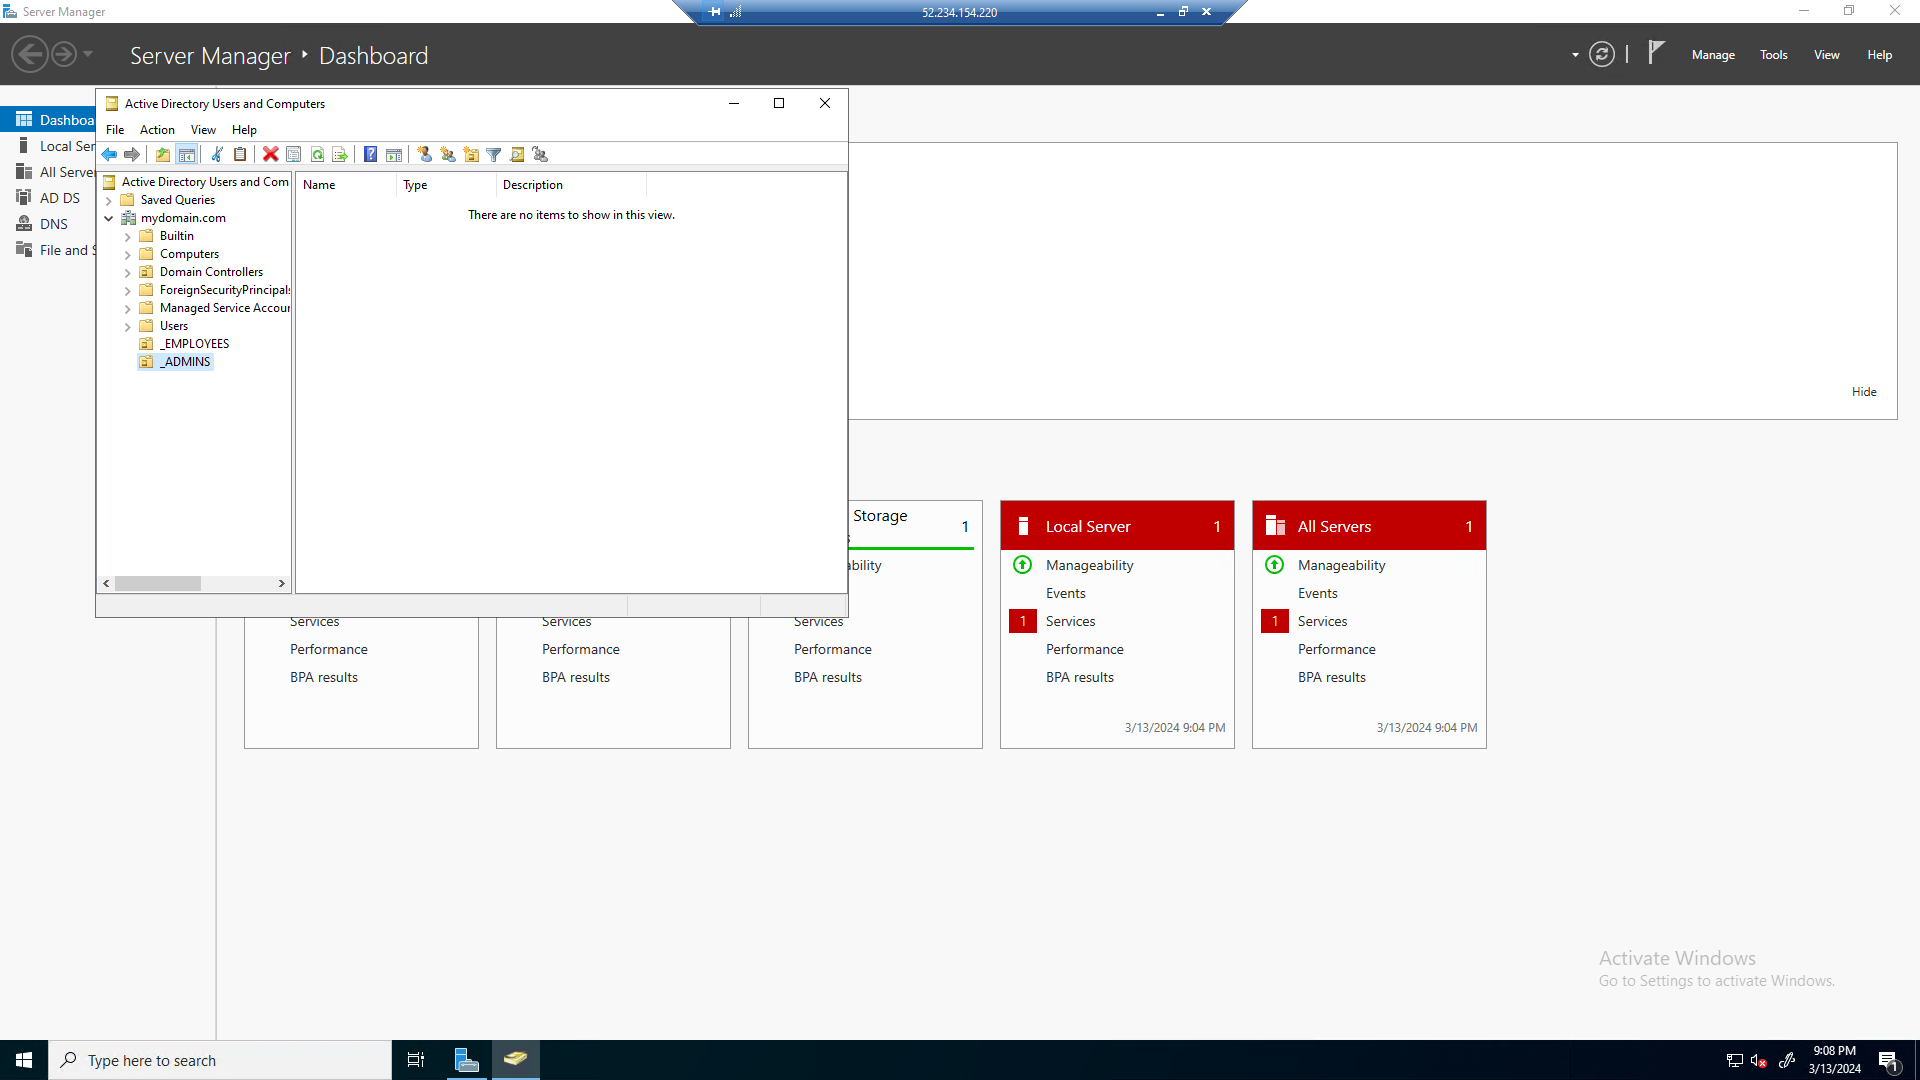 Server Manager
52.234.154.220
Server Manager
Dashboard
Manage
Tools
View
Help
Dashboa
Local Ser
All Server
AD DS
DNS
File and S
Active Directory Users and Computers
File
Action
View
Help
Active Directory Users and Com
Saved Queries
mydomain.com
Builtin
Computers
Domain Controllers
ForeignSecurityPrincipals
Managed Service Accour
Users
_EMPLOYEES
_ADMINS
Name
Type
Description
There are no items to show in this view.
Hide
Services
Performance
BPA results
Services
Performance
BPA results
Storage
1
s
ability
Services
Performance
BPA results
Local Server
1
Manageability
Events
1
Services
Performance
BPA results
3/13/2024 9:04 PM
All Servers
1
Manageability
Events
1
Services
Performance
BPA results
3/13/2024 9:04 PM
Activate Windows
Go to Settings to activate Windows.
Type here to search
9:08 PM
3/13/2024
1